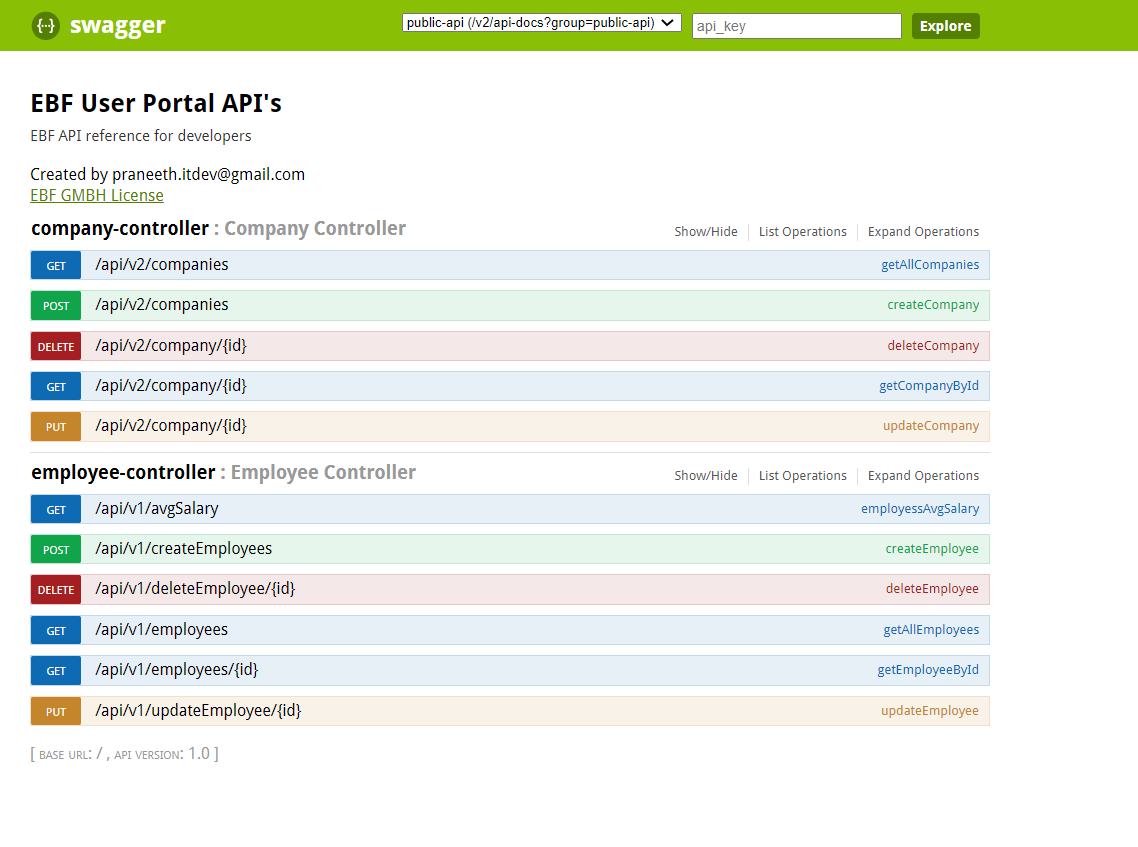 {···} swagger public-api (/v2/api-docs?group=public-api) api_key Explore
EBF User Portal API's
EBF API reference for developers
Created by praneeth.itdev@gmail.com
EBF GMBH License
company-controller : Company Controller Show/Hide List Operations Expand Operations
GET /api/v2/companies getAllCompanies
POST /api/v2/companies createCompany
DELETE /api/v2/company/{id} deleteCompany
GET /api/v2/company/{id} getCompanyById
PUT /api/v2/company/{id} updateCompany
employee-controller : Employee Controller Show/Hide List Operations Expand Operations
GET /api/v1/avgSalary employessAvgSalary
POST /api/v1/createEmployees createEmployee
DELETE /api/v1/deleteEmployee/{id} deleteEmployee
GET /api/v1/employees getAllEmployees
GET /api/v1/employees/{id} getEmployeeById
PUT /api/v1/updateEmployee/{id} updateEmployee
[ BASE URL: / , API VERSION: 1.0 ]